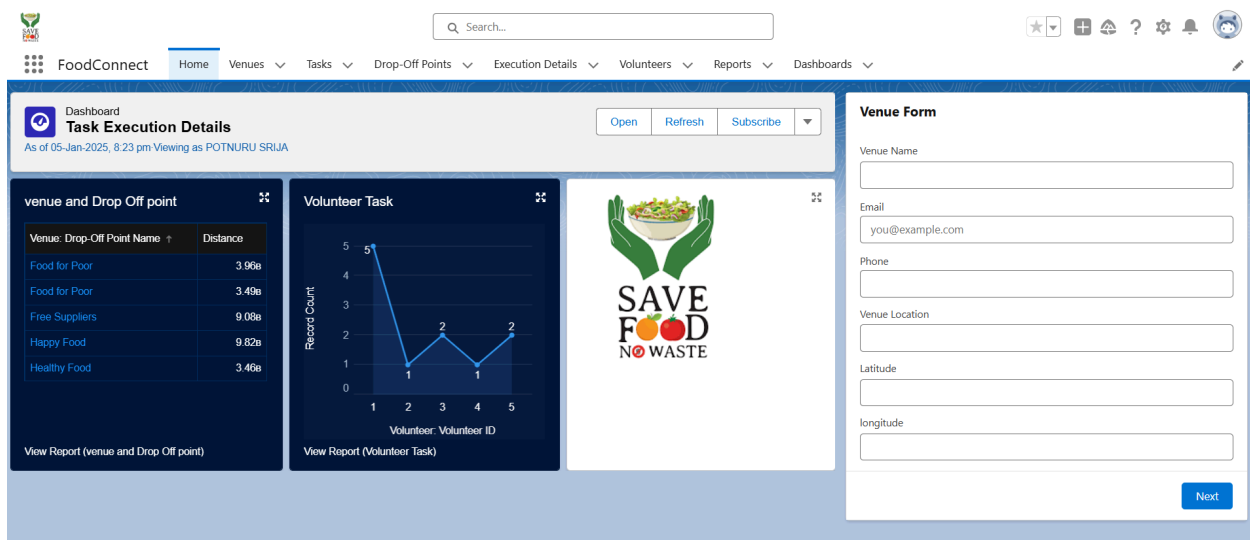 SAVE
FOOD
Search...
FoodConnect
Home
Venues
Tasks
Drop-Off Points
Execution Details
Volunteers
Reports
Dashboards
Dashboard
Task Execution Details
As of 05-Jan-2025, 8:23 pm·Viewing as POTNURU SRIJA
Open
Refresh
Subscribe
venue and Drop Off point
Venue: Drop-Off Point Name ↑ Distance
Food for Poor 3.96B
Food for Poor 3.49B
Free Suppliers 9.08B
Happy Food 9.82B
Healthy Food 3.46B
View Report (venue and Drop Off point)
Volunteer Task
Record Count
5
4
3
2
1
0
5
1
2
1
2
1 2 3 4 5
Volunteer: Volunteer ID
View Report (Volunteer Task)
SAVE
FOOD
NO WASTE
Venue Form
Venue Name
Email
you@example.com
Phone
Venue Location
Latitude
longitude
Next